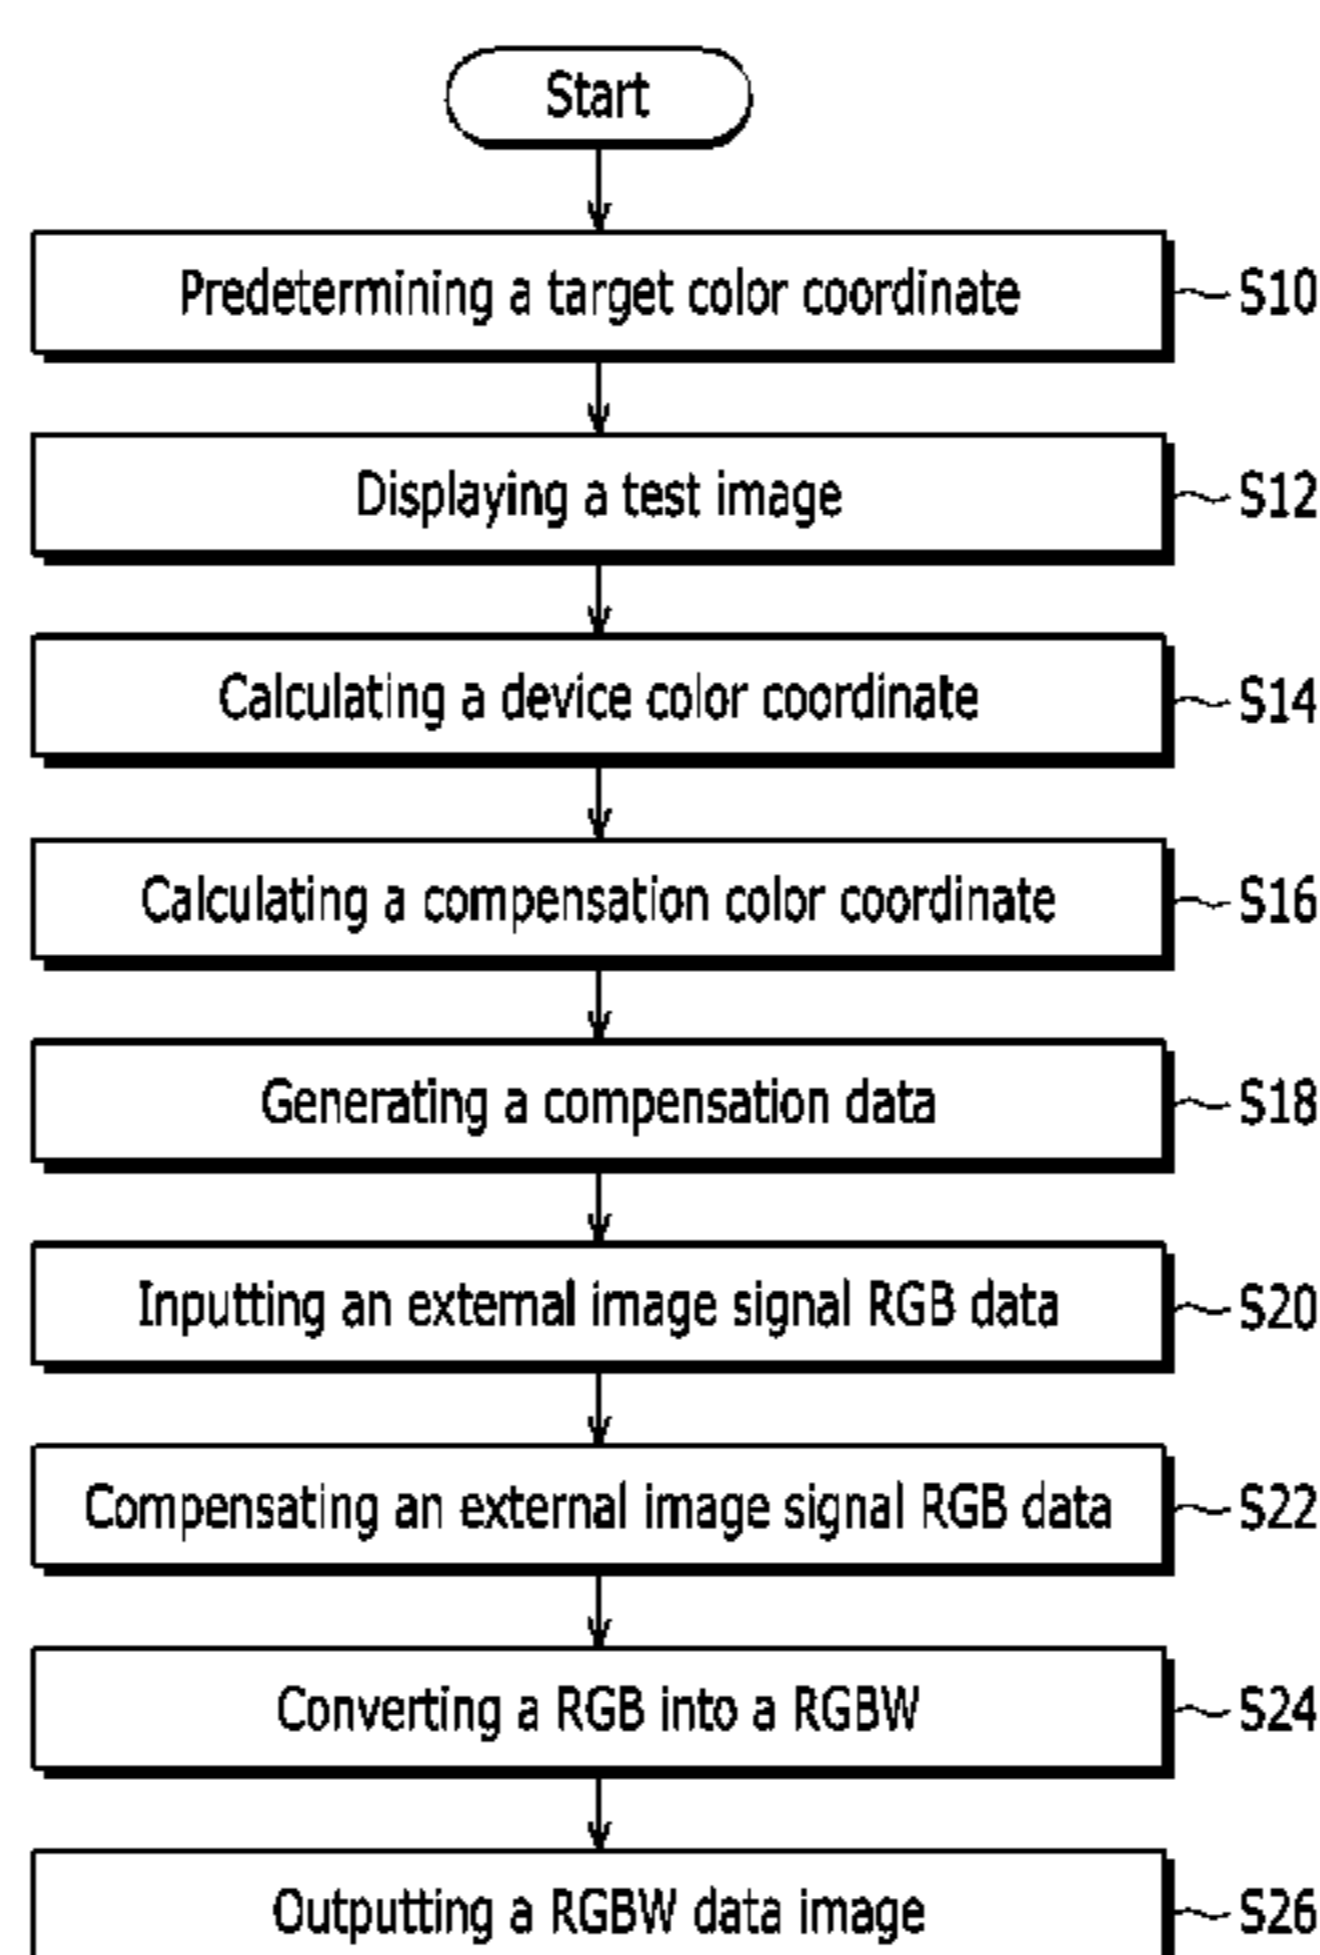 Start
Predetermining a target color coordinate S10
Displaying a test image S12
Calculating a device color coordinate S14
Calculating a compensation color coordinate S16
Generating a compensation data S18
Inputting an external image signal RGB data S20
Compensating an external image signal RGB data S22
Converting a RGB into a RGBW S24
Outputting a RGBW data image S26